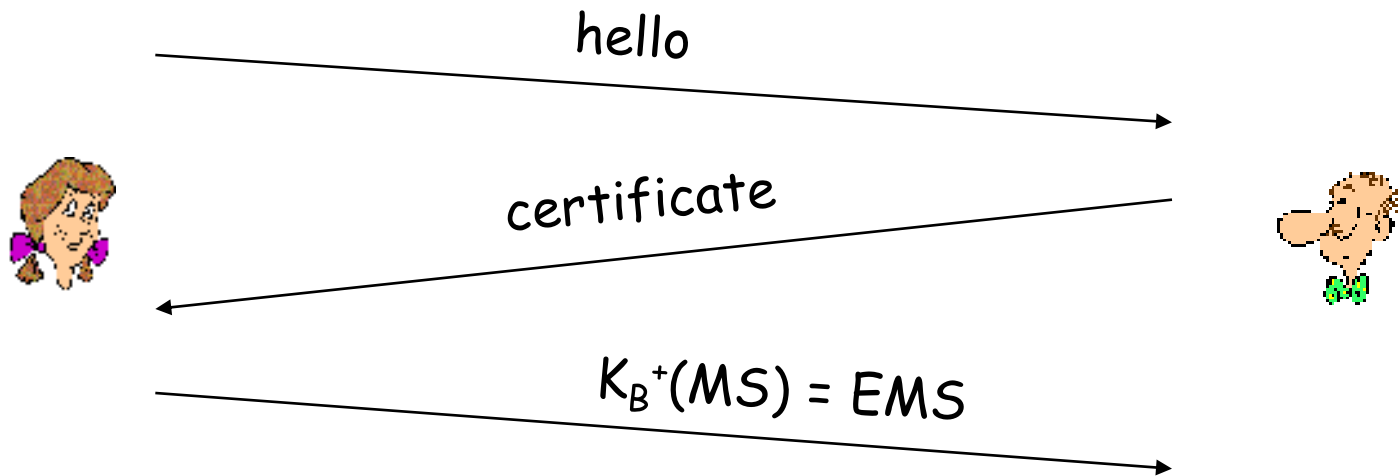 hello
certificate
K_B^+(MS) = EMS